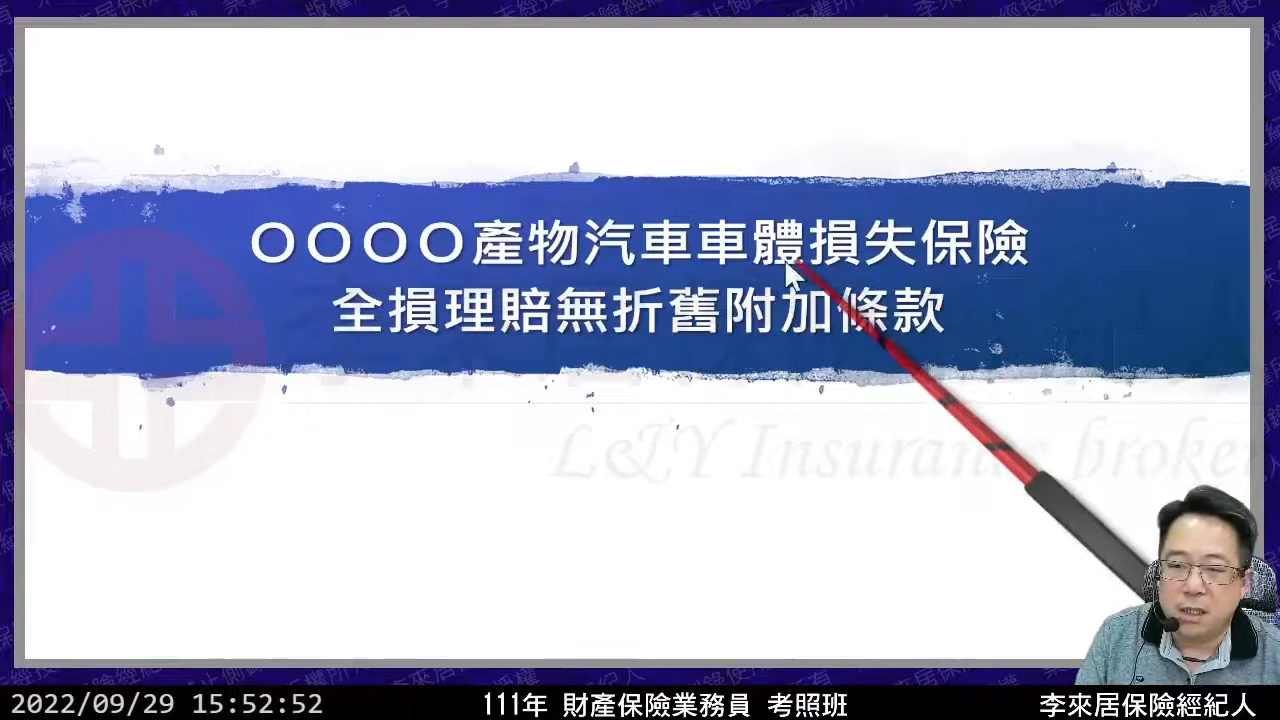 ＯＯＯＯ產物汽車車體損失保險
全損理賠無折舊附加條款
L&Y Insurance broker
2022/09/29 15:52:52
111年 財產保險業務員 考照班
李來居保險經紀人